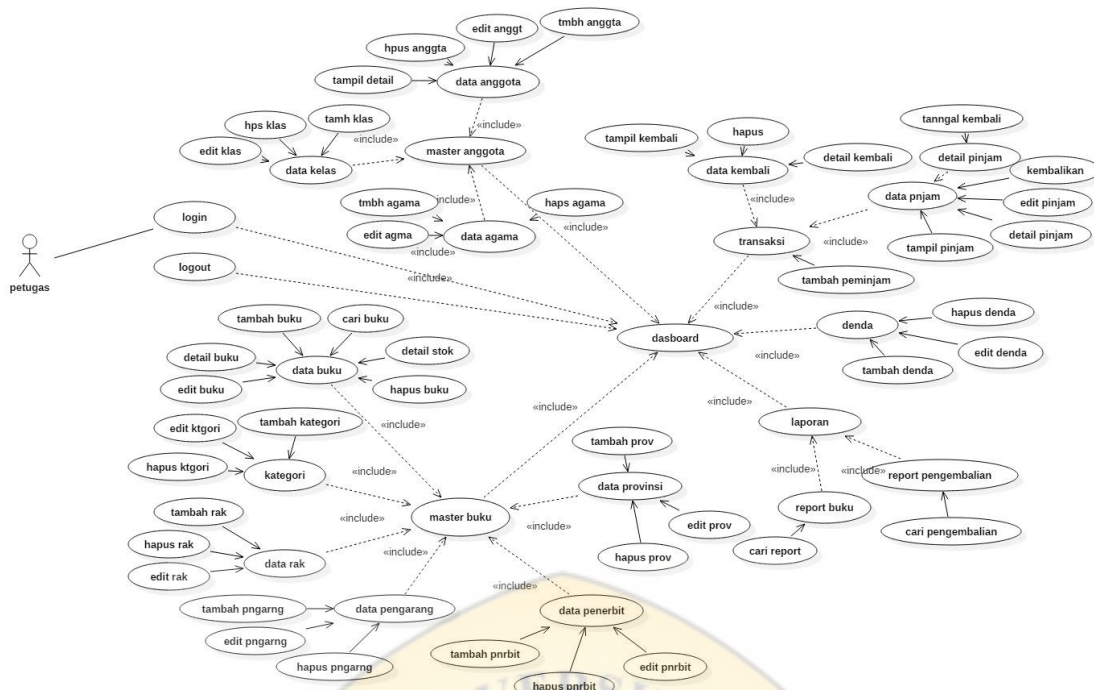 edit anggt
tmbh anggta
hpus anggta
tampil detail
data anggota
«include»
hps klas
tamh klas
«include»
edit klas
data kelas
master anggota
tmbh agama
«include»
haps agama
edit agma
data agama
«include»
«include»
login
logout
«include»
petugas
tampil kembali
hapus
detail kembali
data kembali
«include»
tanngal kembali
detail pinjam
kembalikan
data pnjam
edit pinjam
detail pinjam
tampil pinjam
transaksi
«include»
tambah peminjam
«include»
dasboard
denda
hapus denda
edit denda
tambah denda
«include»
tambah buku
cari buku
detail buku
detail stok
data buku
edit buku
hapus buku
«include»
«include»
«include»
laporan
edit ktgori
tambah kategori
hapus ktgori
kategori
«include»
tambah prov
data provinsi
edit prov
hapus prov
«include»
«include»
«include»
report pengembalian
report buku
cari pengembalian
cari report
tambah rak
hapus rak
data rak
edit rak
«include»
master buku
«include»
«include»
tambah pngarng
data pengarang
edit pngarng
hapus pngarng
data penerbit
tambah pnrbit
edit pnrbit
hapus pnrbit